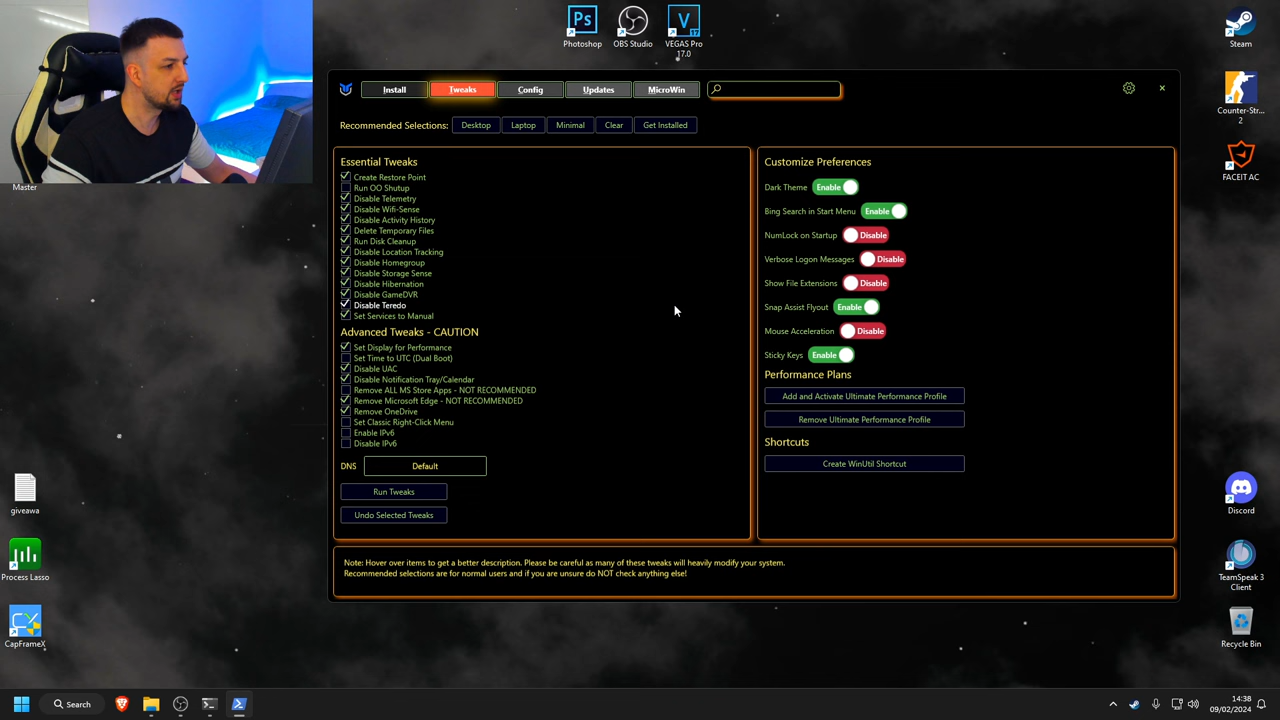 Photoshop
OBS Studio
VEGAS Pro
17.0
Steam
Counter-Str...
2
FACEIT AC
Master
Install
Tweaks
Config
Updates
MicroWin
Recommended Selections:
Desktop
Laptop
Minimal
Clear
Get Installed
Essential Tweaks
Create Restore Point
Run OO Shutup
Disable Telemetry
Disable Wifi-Sense
Disable Activity History
Delete Temporary Files
Run Disk Cleanup
Disable Location Tracking
Disable Homegroup
Disable Storage Sense
Disable Hibernation
Disable GameDVR
Disable Teredo
Set Services to Manual
Advanced Tweaks - CAUTION
Set Display for Performance
Set Time to UTC (Dual Boot)
Disable UAC
Disable Notification Tray/Calendar
Remove ALL MS Store Apps - NOT RECOMMENDED
Remove Microsoft Edge - NOT RECOMMENDED
Remove OneDrive
Set Classic Right-Click Menu
Enable IPv6
Disable IPv6
DNS
Default
Run Tweaks
Undo Selected Tweaks
Customize Preferences
Dark Theme Enable
Bing Search in Start Menu Enable
NumLock on Startup Disable
Verbose Logon Messages Disable
Show File Extensions Disable
Snap Assist Flyout Enable
Mouse Acceleration Disable
Sticky Keys Enable
Performance Plans
Add and Activate Ultimate Performance Profile
Remove Ultimate Performance Profile
Shortcuts
Create WinUtil Shortcut
Note: Hover over items to get a better description. Please be careful as many of these tweaks will heavily modify your system.
Recommended selections are for normal users and if you are unsure do NOT check anything else!
giveawa
Process Lasso
CapFrameX
Discord
TeamSpeak 3
Client
Recycle Bin
Search
14:38
09/02/2024